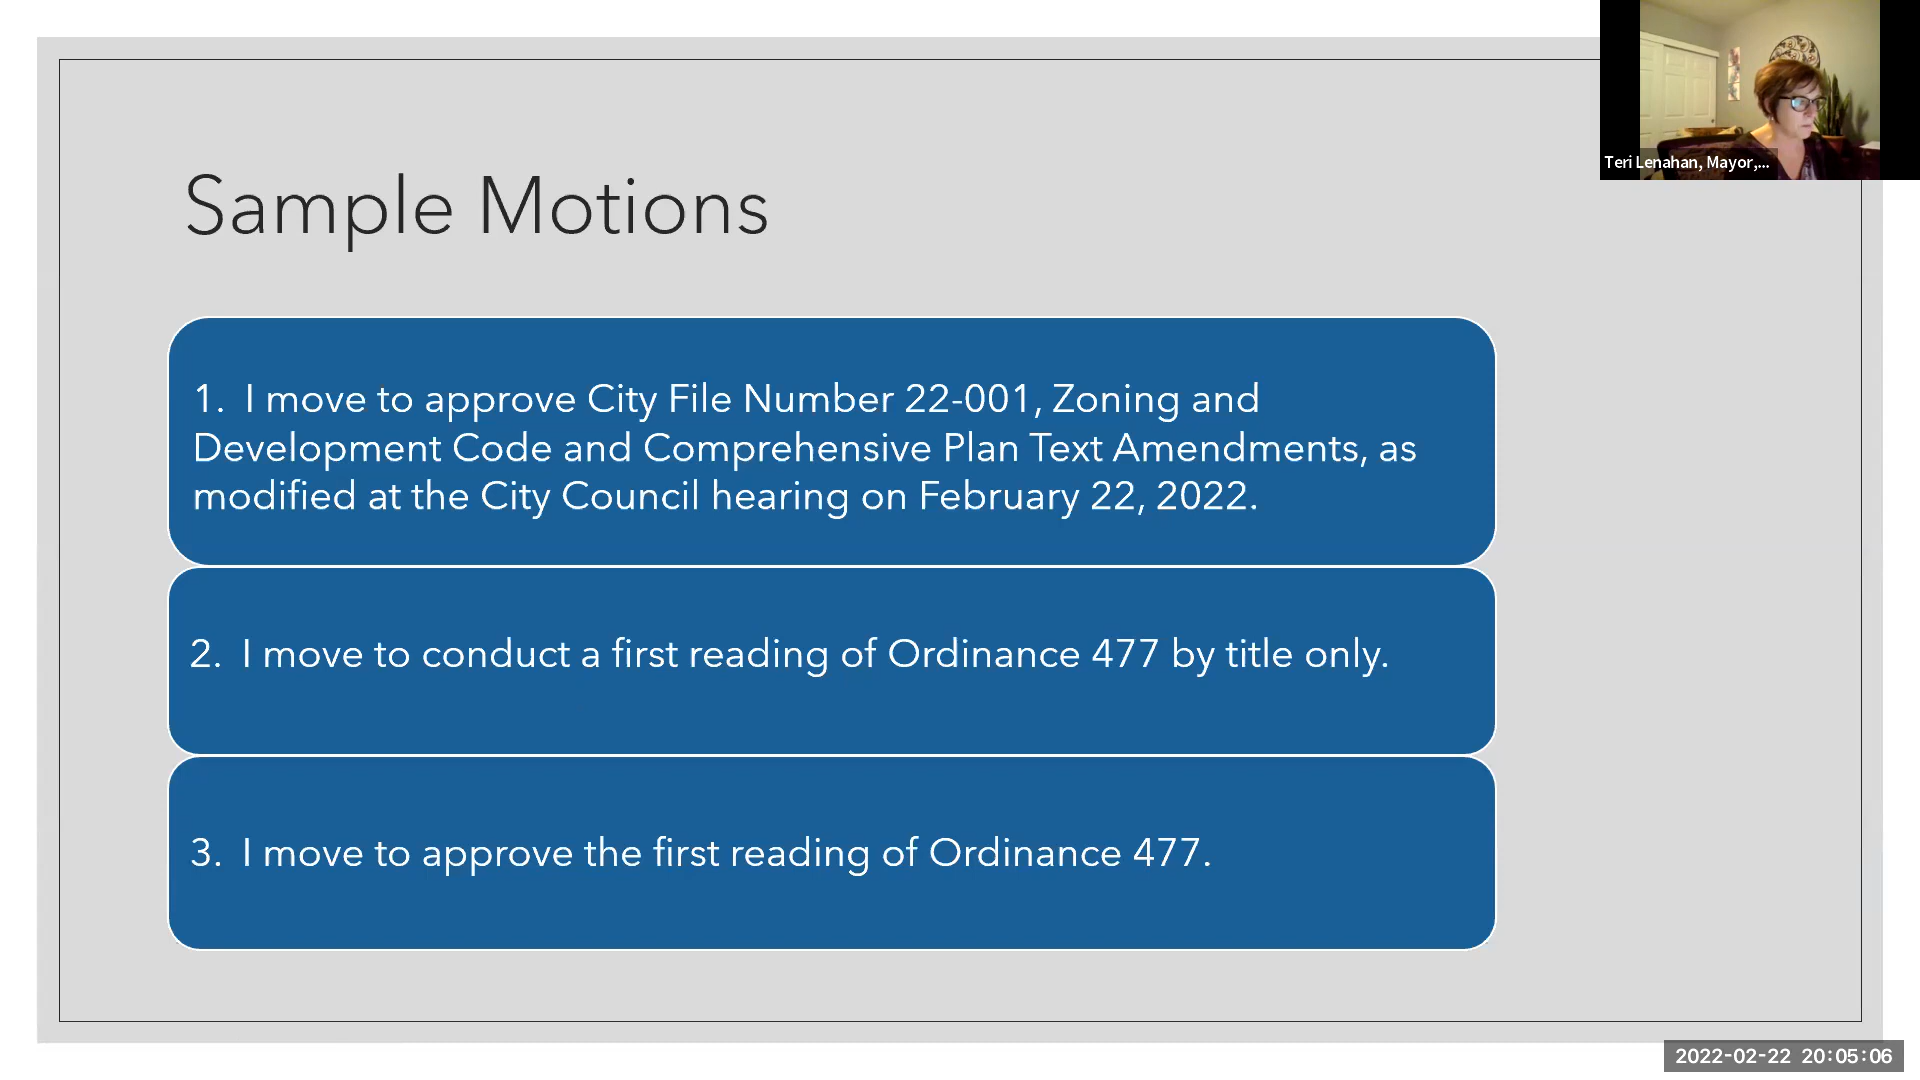 Teri Lenahan, Mayor,...
Sample Motions
1. I move to approve City File Number 22-001, Zoning and
Development Code and Comprehensive Plan Text Amendments, as
modified at the City Council hearing on February 22, 2022.
2. I move to conduct a first reading of Ordinance 477 by title only.
3. I move to approve the first reading of Ordinance 477.
2022-02-22 20:05:06